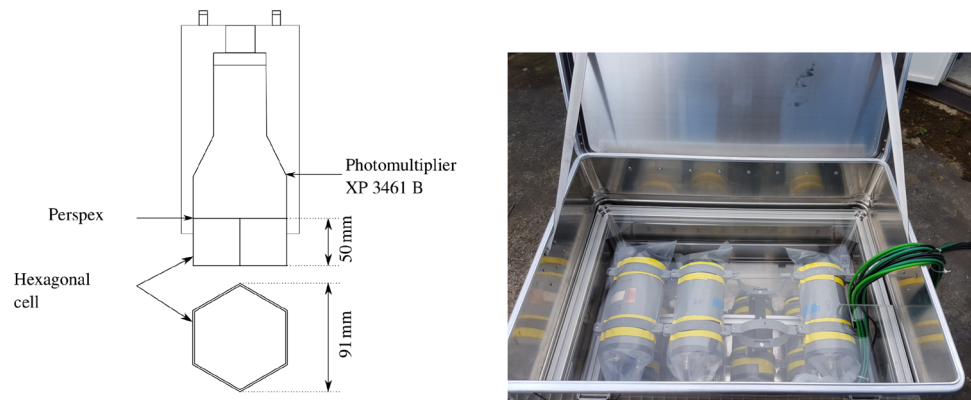 Photomultiplier
XP 3461 B
Perspex
50 mm
Hexagonal
cell
91 mm